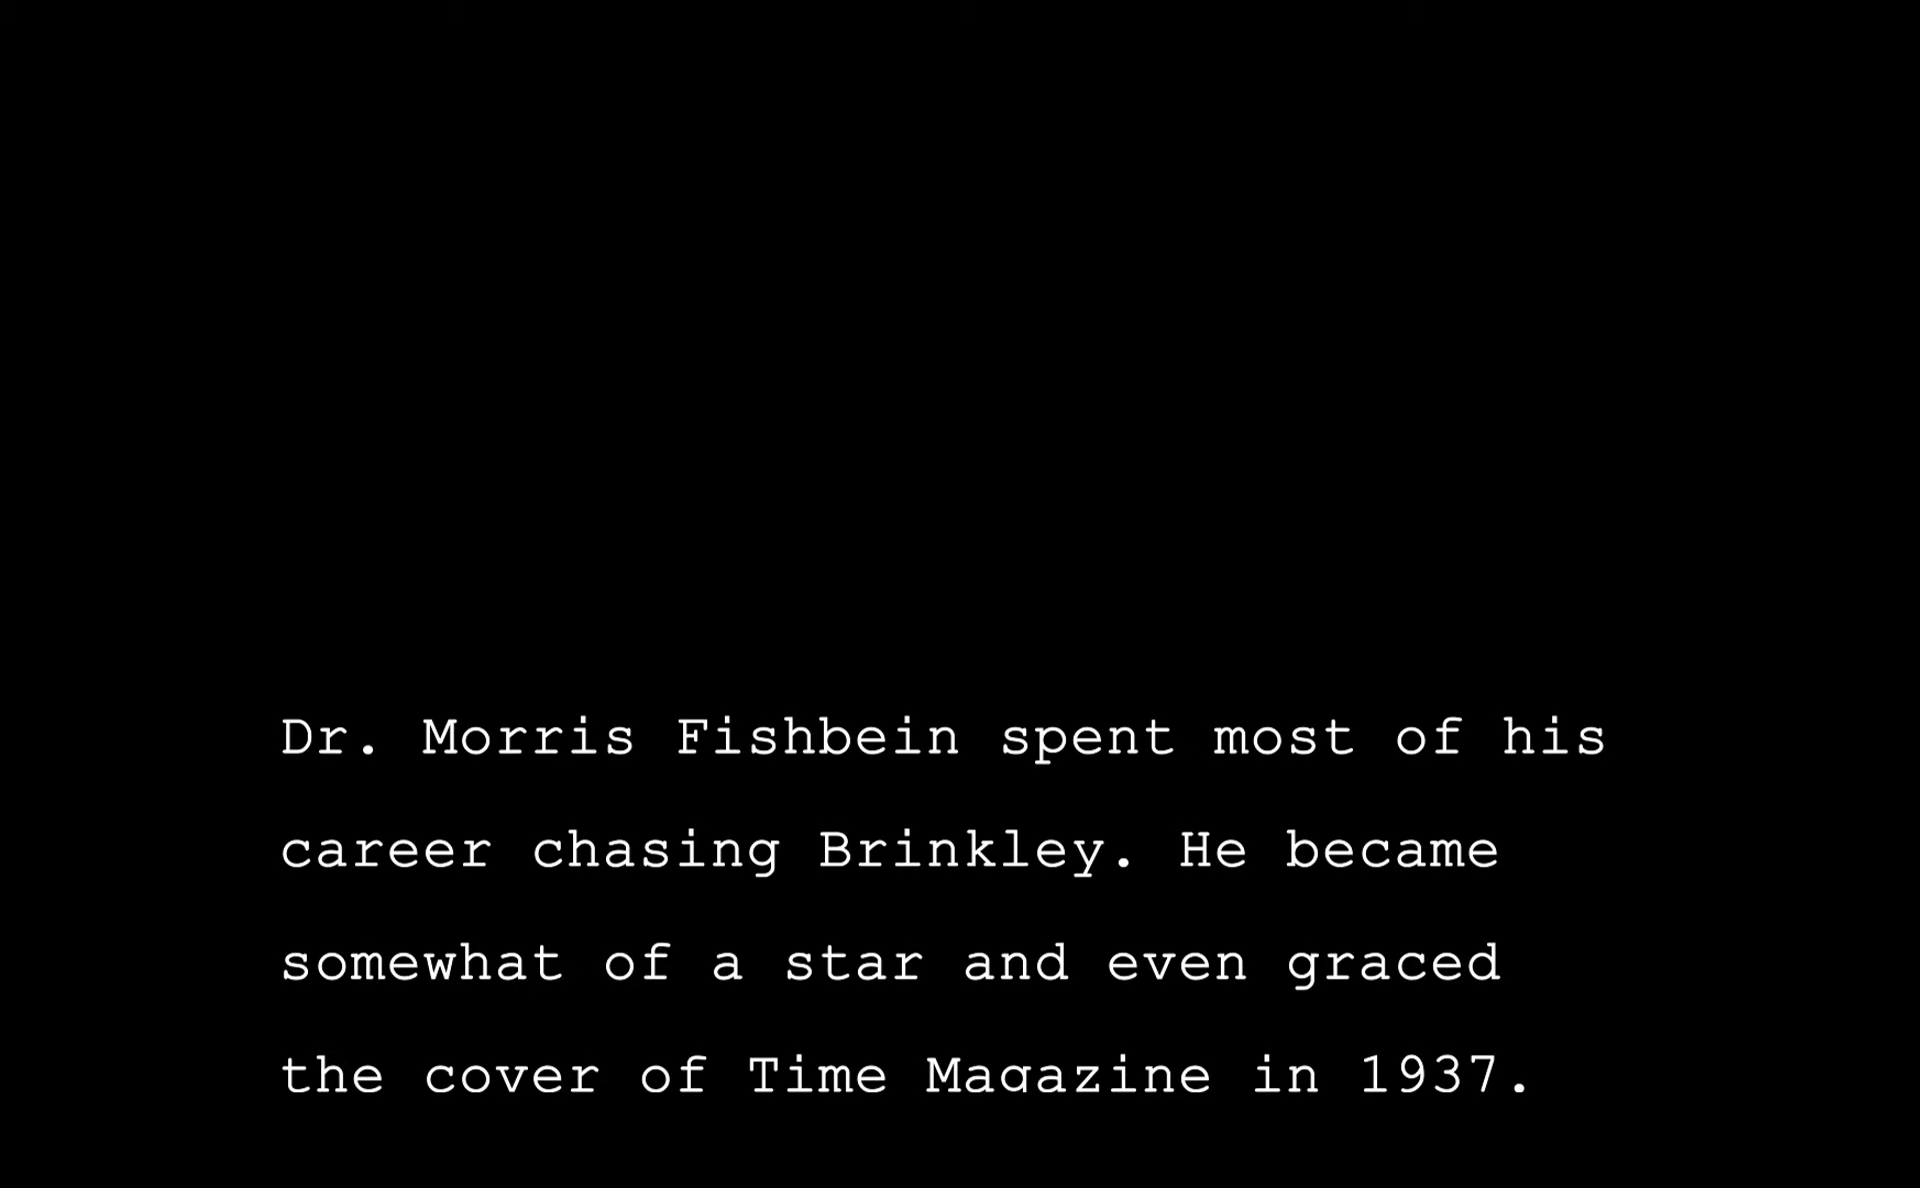 Dr. Morris Fishbein spent most of his
career chasing Brinkley. He became
somewhat of a star and even graced
the cover of Time Magazine in 1937.